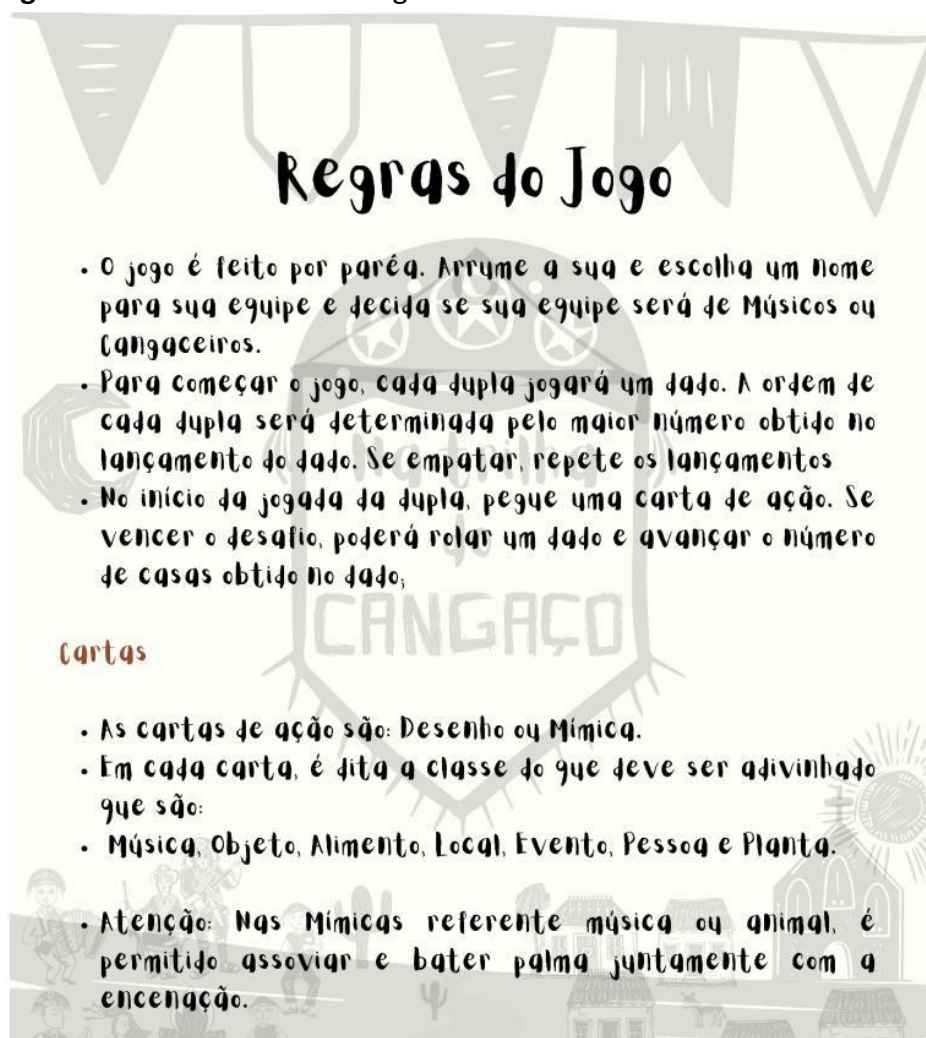 Regras do Jogo
• O jogo é feito por paréa. Arrume a sua e escolha um nome
para sua equipe e decida se sua equipe será de Músicos ou
Cangaceiros.
• Para começar o jogo, cada dupla jogará um dado. A ordem de
cada dupla será determinada pelo maior número obtido no
lançamento do dado. Se empatar, repete os lançamentos
• No início da jogada da dupla, pegue uma carta de ação. Se
vencer o desafio, poderá rolar um dado e avançar o número
de casas obtido no dado;
Na trilha
do
CANGAÇO
Cartas
• As cartas de ação são: Desenho ou Mímica.
• Em cada carta, é dita a classe do que deve ser adivinhado
que são:
• Música, Objeto, Alimento, Local, Evento, Pessoa e Planta.
• Atenção: Nas Mímicas referente música ou animal, é
permitido assoviar e bater palma juntamente com a
encenação.